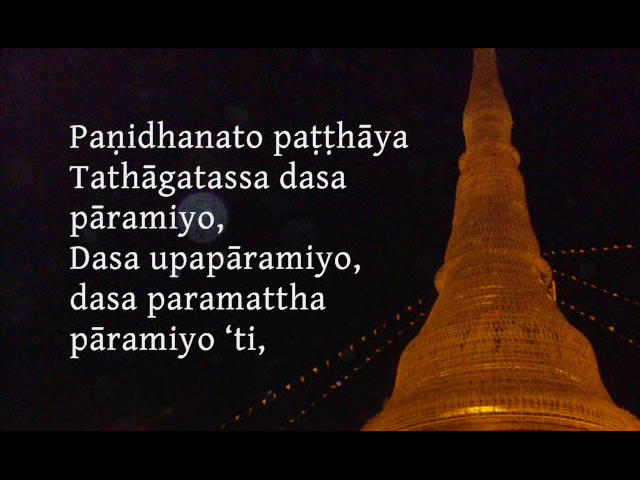 Paṇidhanato paṭṭhāya
Tathāgatassa dasa
pāramiyo,
Dasa upapāramiyo,
dasa paramattha
pāramiyo ‘ti,